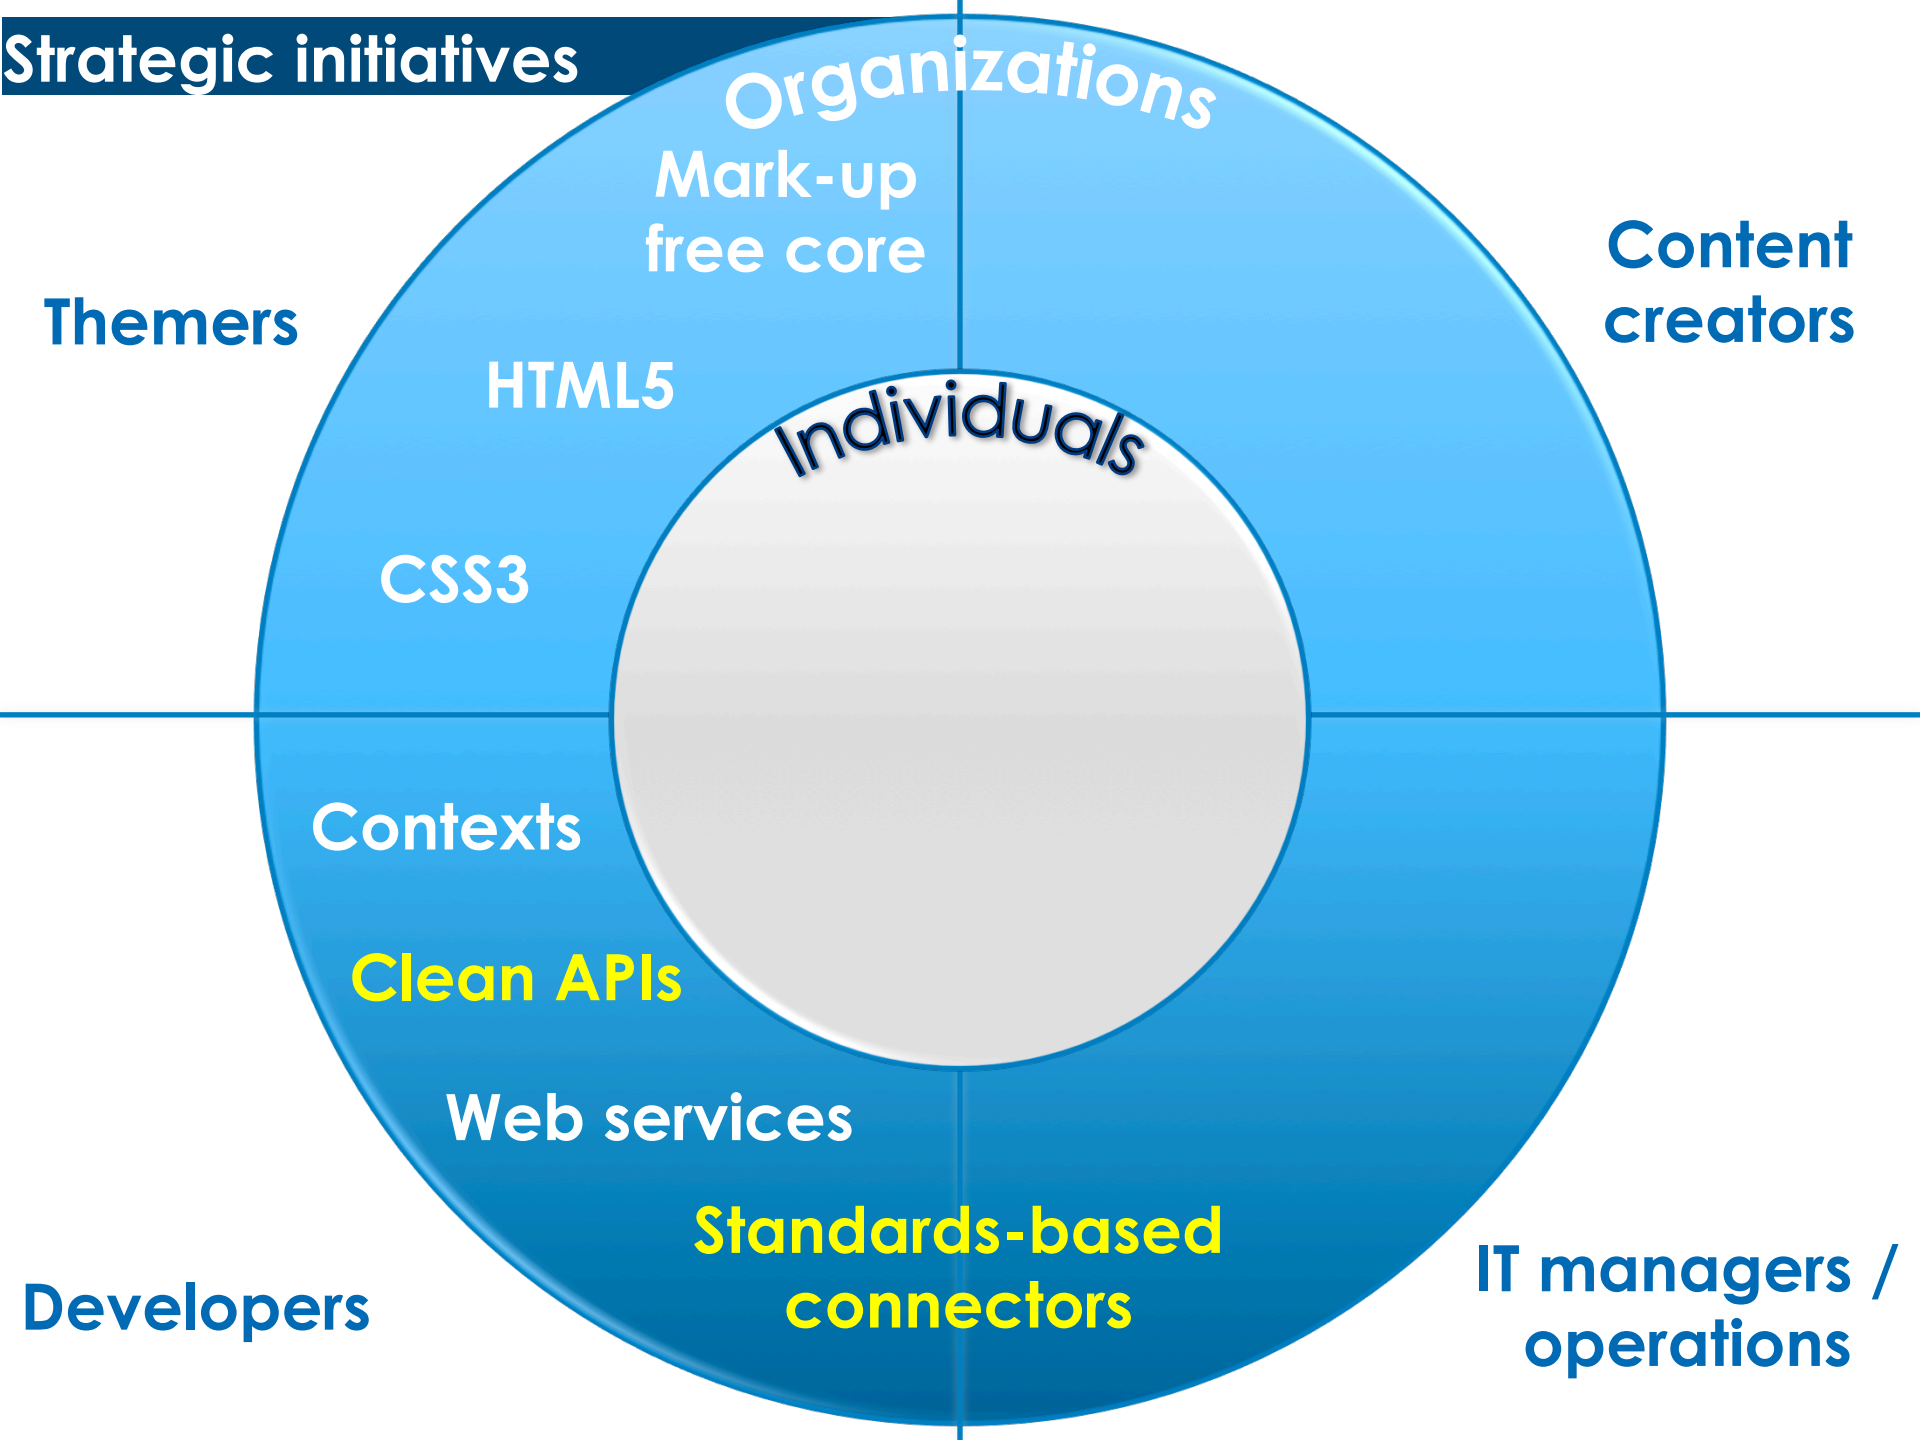 Strategic initiatives
Organizations
Mark-up
free core
Content
creators
Themers
HTML5
Individuals
CSS3
Contexts
Clean APIs
Web services
Standards-based
connectors
Developers
IT managers /
operations